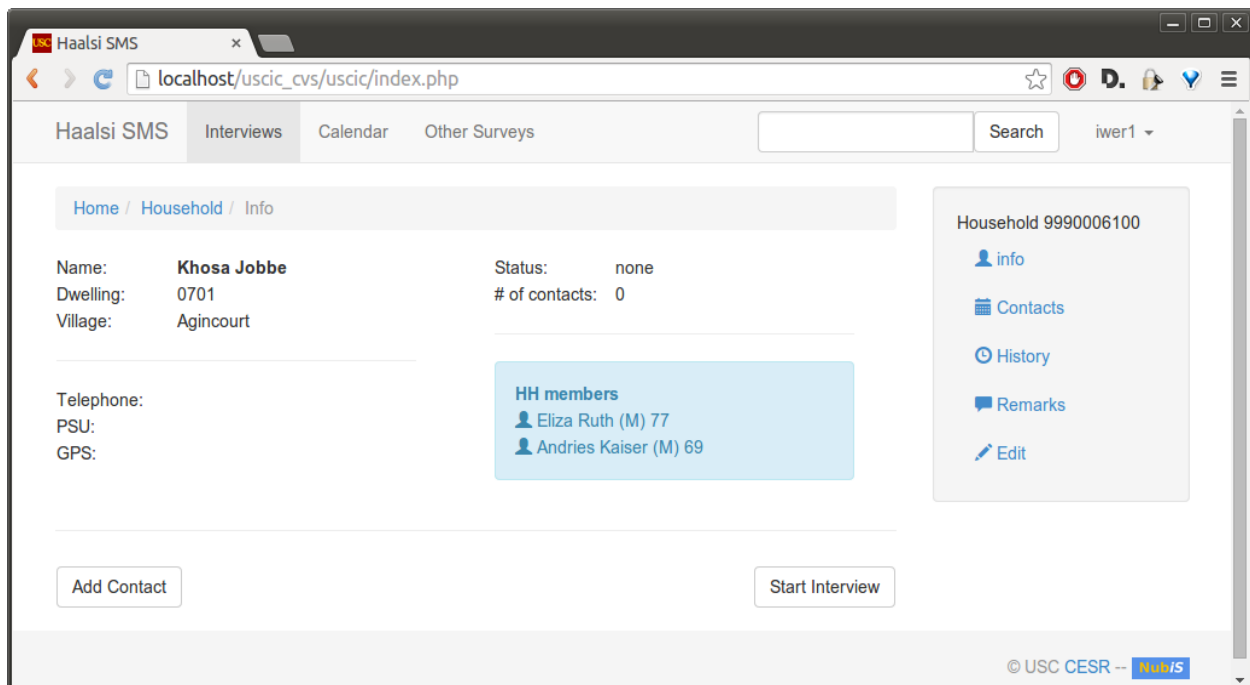 USC Haalsi SMS ×
localhost/uscic_cvs/uscic/index.php D.
Haalsi SMS Interviews Calendar Other Surveys Search iwer1
Home / Household / Info
Name: Khosa Jobbe
Dwelling: 0701
Village: Agincourt
Status: none
# of contacts: 0
Telephone:
PSU:
GPS:
HH members
Eliza Ruth (M) 77
Andries Kaiser (M) 69
Add Contact Start Interview
Household 9990006100
info
Contacts
History
Remarks
Edit
© USC CESR -- NubiS